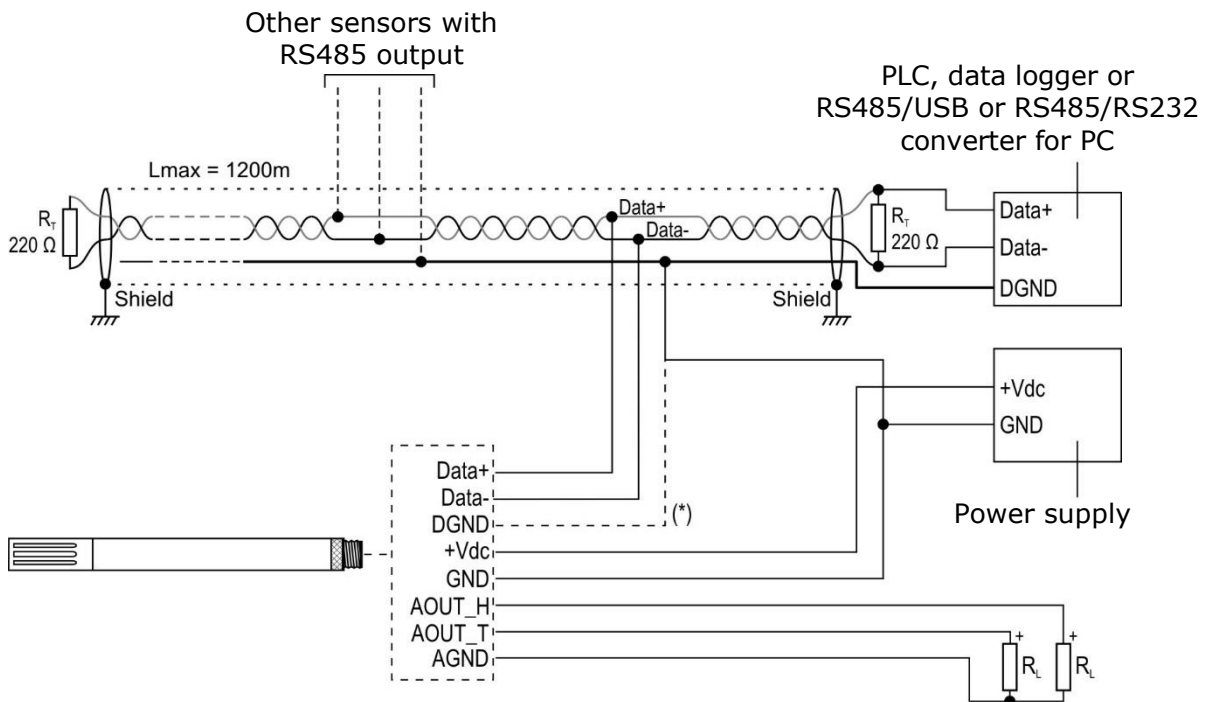 Other sensors with
RS485 output
PLC, data logger or
RS485/USB or RS485/RS232
converter for PC
Lmax = 1200m
RT
220 Ω
Data+
Data-
RT
220 Ω
Data+
Data-
DGND
Shield
Shield
+Vdc
GND
Power supply
Data+
Data-
DGND
(*)
+Vdc
GND
AOUT_H
AOUT_T
AGND
+
+
RL
RL